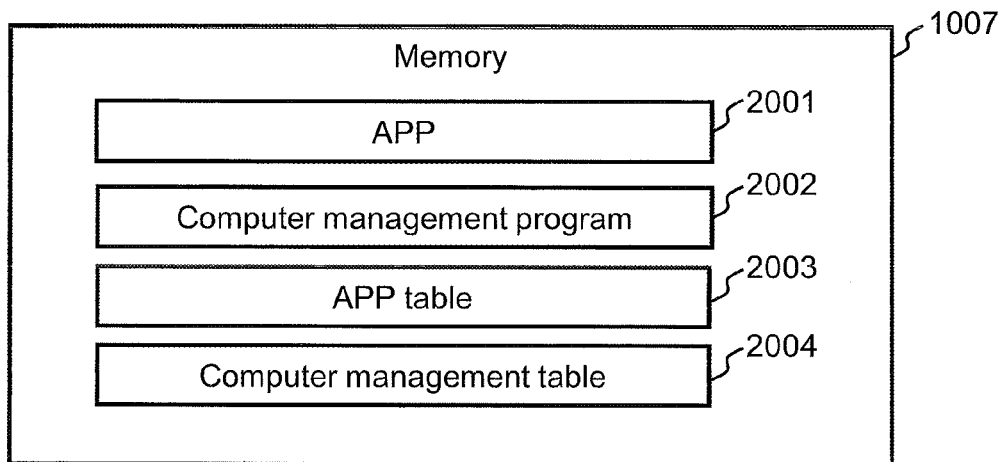 1007
Memory
2001
APP
2002
Computer management program
2003
APP table
2004
Computer management table